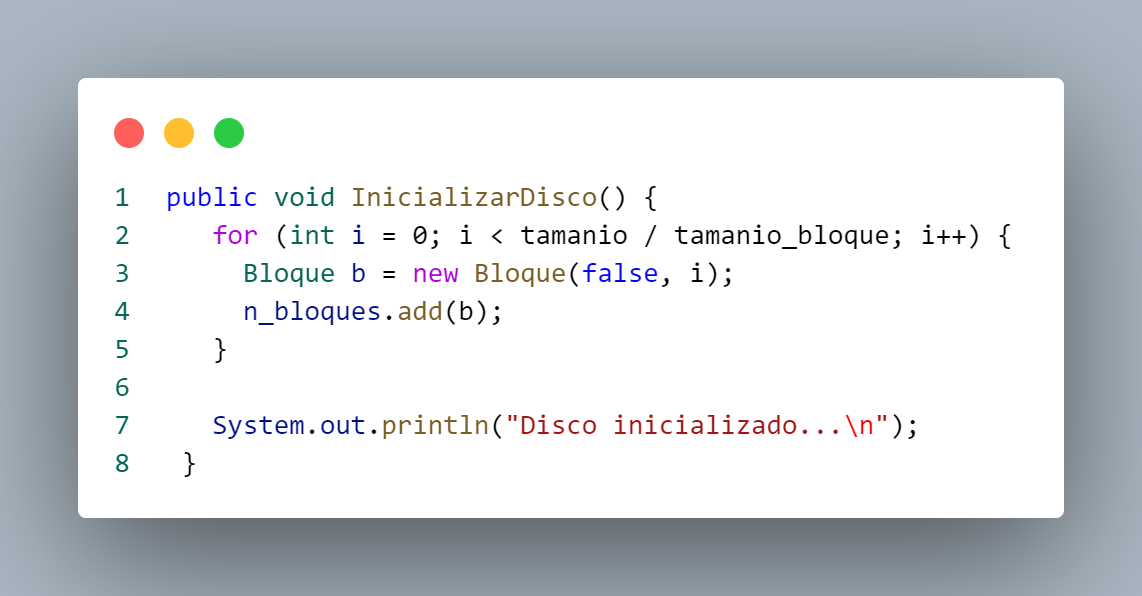 1 public void InicializarDisco() {
2 for (int i = 0; i < tamanio / tamanio_bloque; i++) {
3 Bloque b = new Bloque(false, i);
4 n_bloques.add(b);
5 }
6
7 System.out.println("Disco inicializado...\n");
8 }